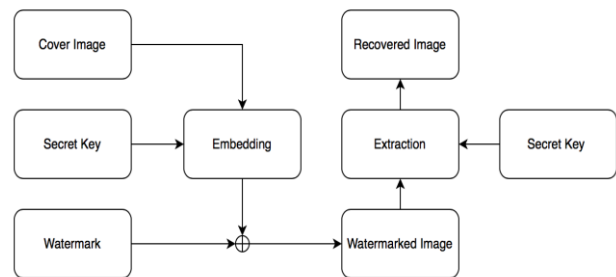 Cover Image
Recovered Image
Secret Key
Embedding
Extraction
Secret Key
Watermark
Watermarked Image